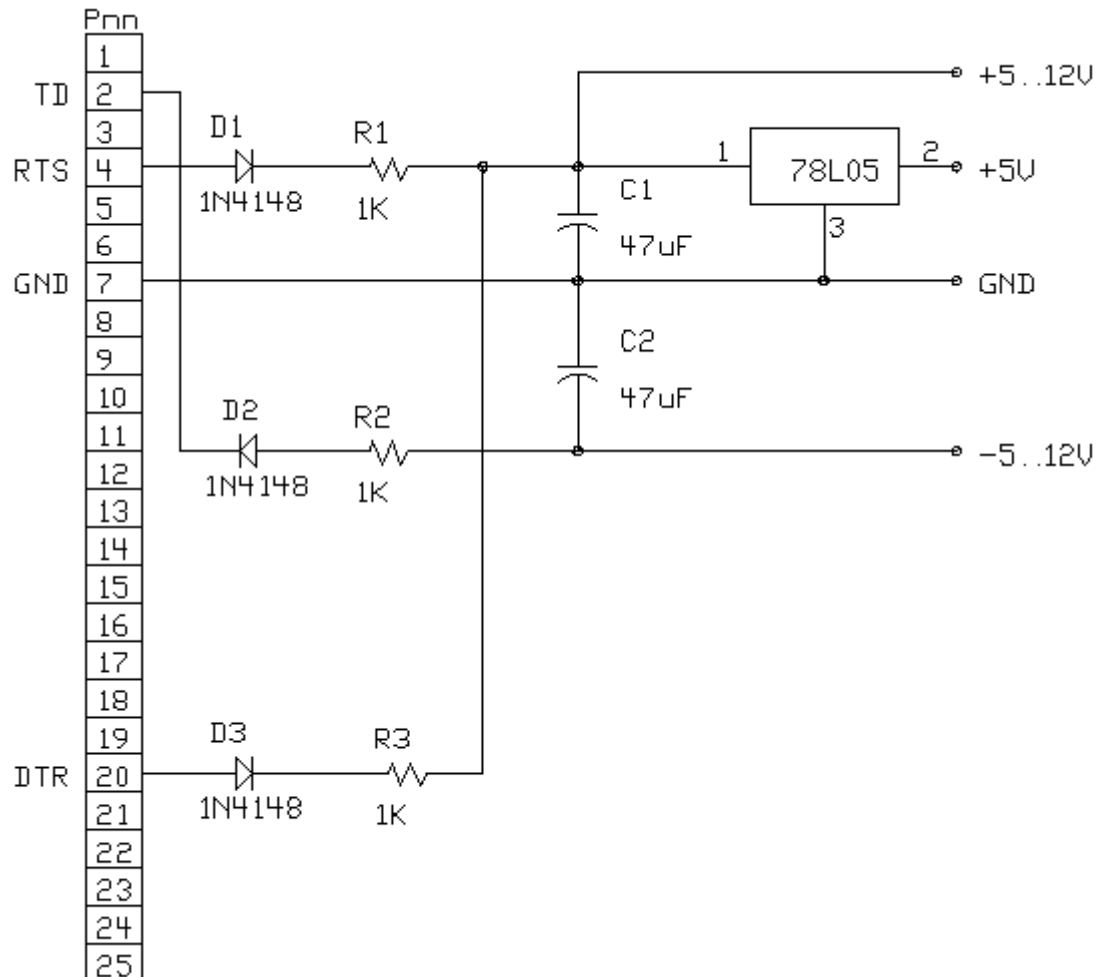 Pnn
1
TD 2 +5..12V
3
D1 R1
RTS 4 1 78L05 2 +5V
1N4148 1K
5 C1
3
6 47uF
GND 7 GND
8
C2
9
10 47uF
D2 R2
11 -5..12V
12 1N4148 1K
13
14
15
16
17
18
19 D3 R3
DTR 20
21 1N4148 1K
22
23
24
25